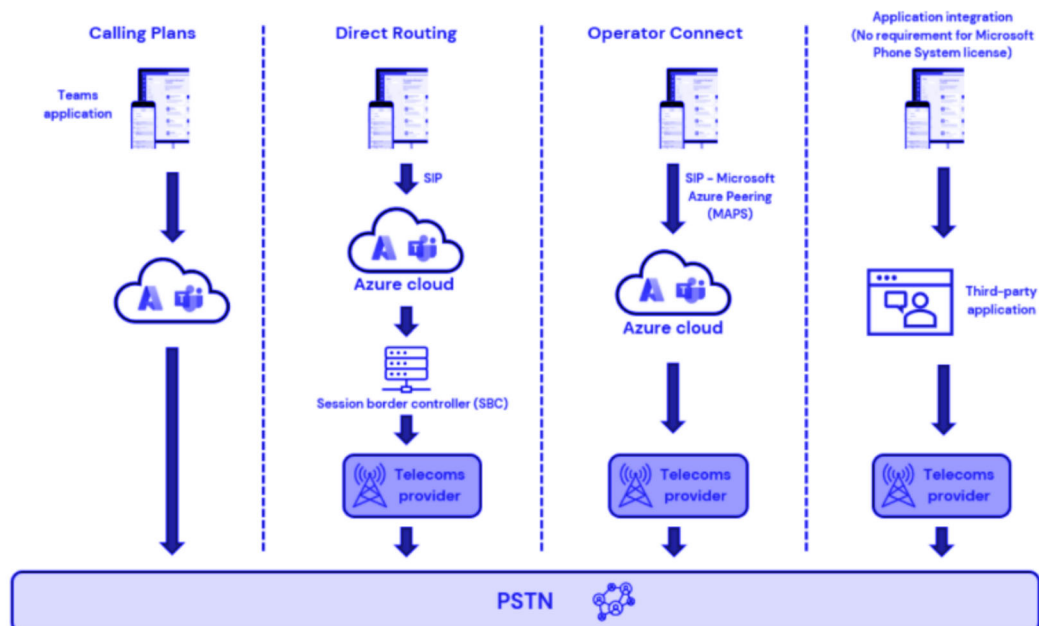 Calling Plans
Direct Routing
Operator Connect
Application integration
(No requirement for Microsoft
Phone System license)
Teams
application
SIP
SIP - Microsoft
Azure Peering
(MAPS)
Azure cloud
Azure cloud
Third-party
application
Session border controller (SBC)
Telecoms
provider
Telecoms
provider
Telecoms
provider
PSTN